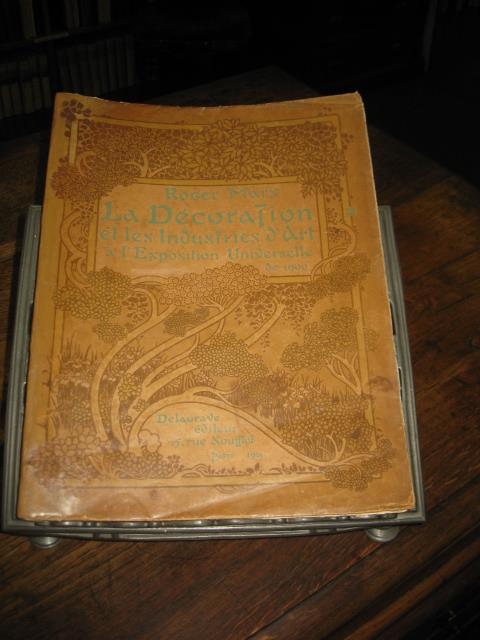 Roger Marx
La Décoration
et les Industries d'Art
à l'Exposition Universelle
de 1900
Delagrave
Éditeur
15, rue Soufflot
Paris